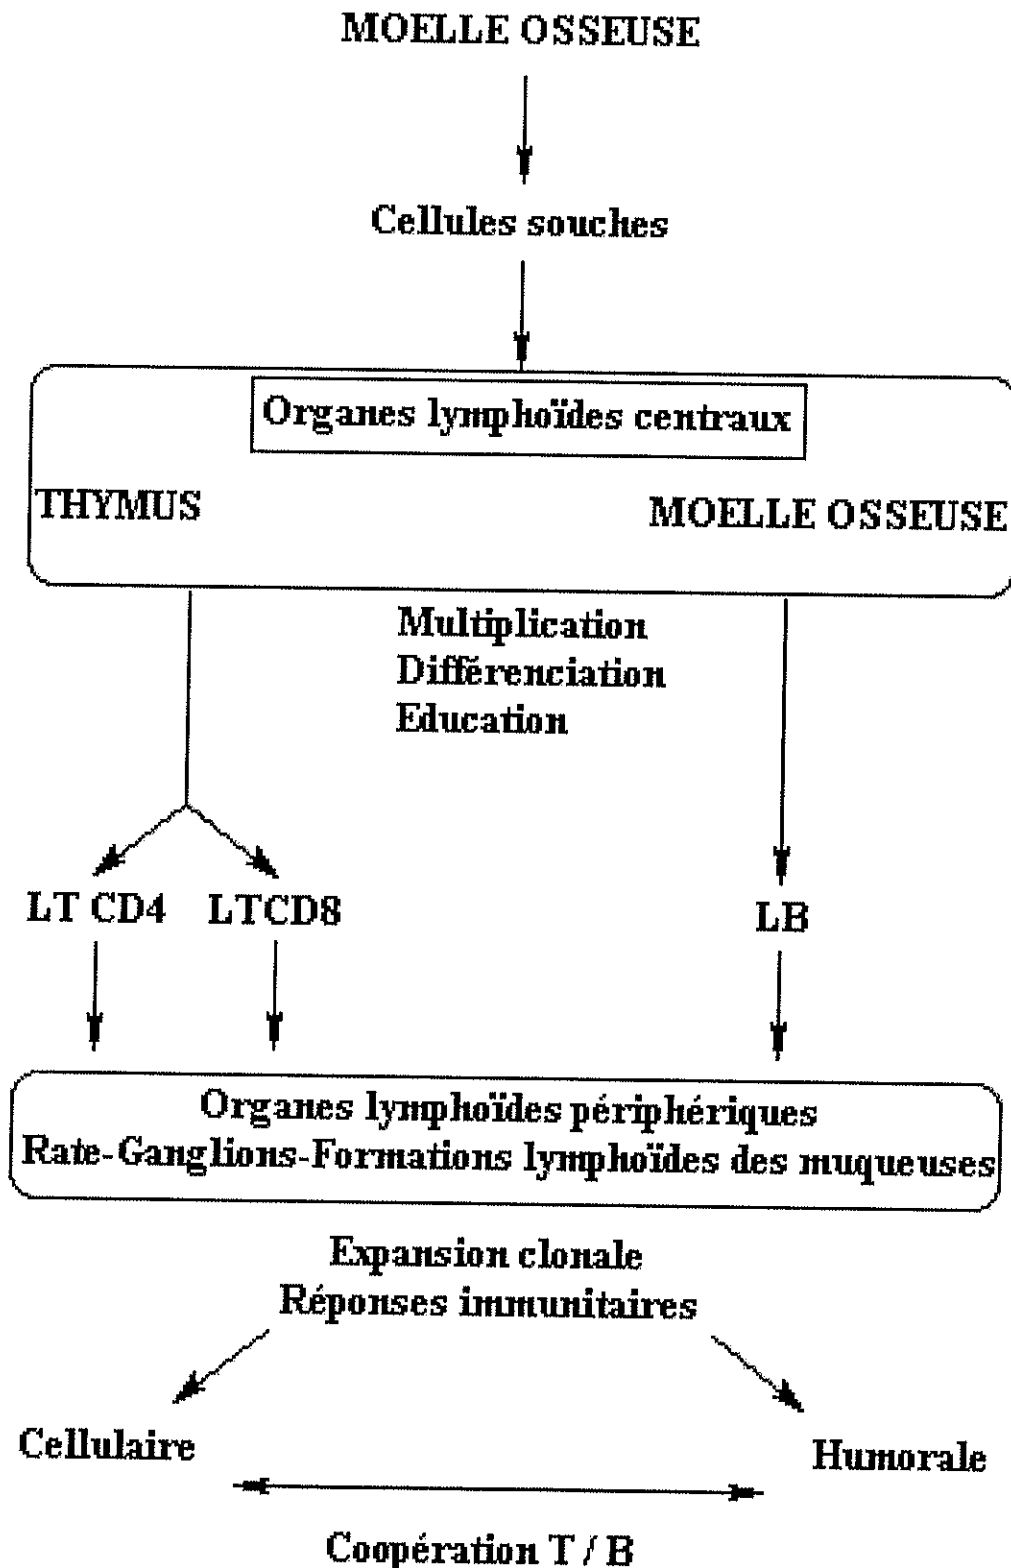 MOELLE OSSEUSE
Cellules souches
Organes lymphoïdes centraux
THYMUS
MOELLE OSSEUSE
Multiplication
Différenciation
Education
LT CD4
LTCD8
LB
Organes lymphoïdes périphériques
Rate-Ganglions-Formations lymphoïdes des muqueuses
Expansion clonale
Réponses immunitaires
Cellulaire
Humorale
Coopération T / B